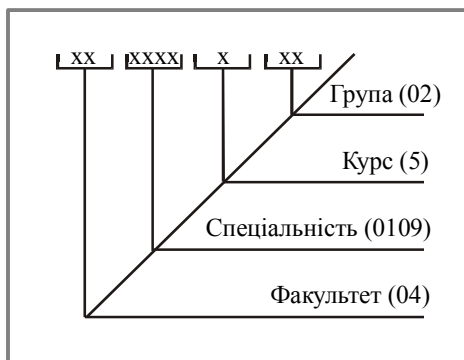 xx xxxx x xx
Група (02)
Курс (5)
Спеціальність (0109)
Факультет (04)